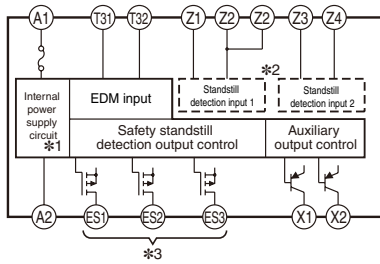 A1 T31 T32 Z1 Z2 Z2 Z3 Z4
*2
Internal
power
supply
circuit
*1
EDM input
Standstill
detection input 1
Standstill
detection input 2
Safety standstill
detection output control
Auxiliary
output control
A2 ES1 ES2 ES3 X1 X2
*3